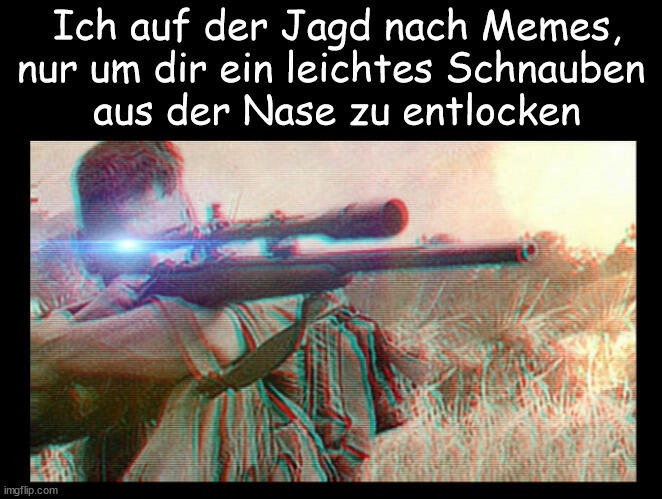 Ich auf der Jagd nach Memes,
nur um dir ein leichtes Schnauben
aus der Nase zu entlocken
imgflip.com